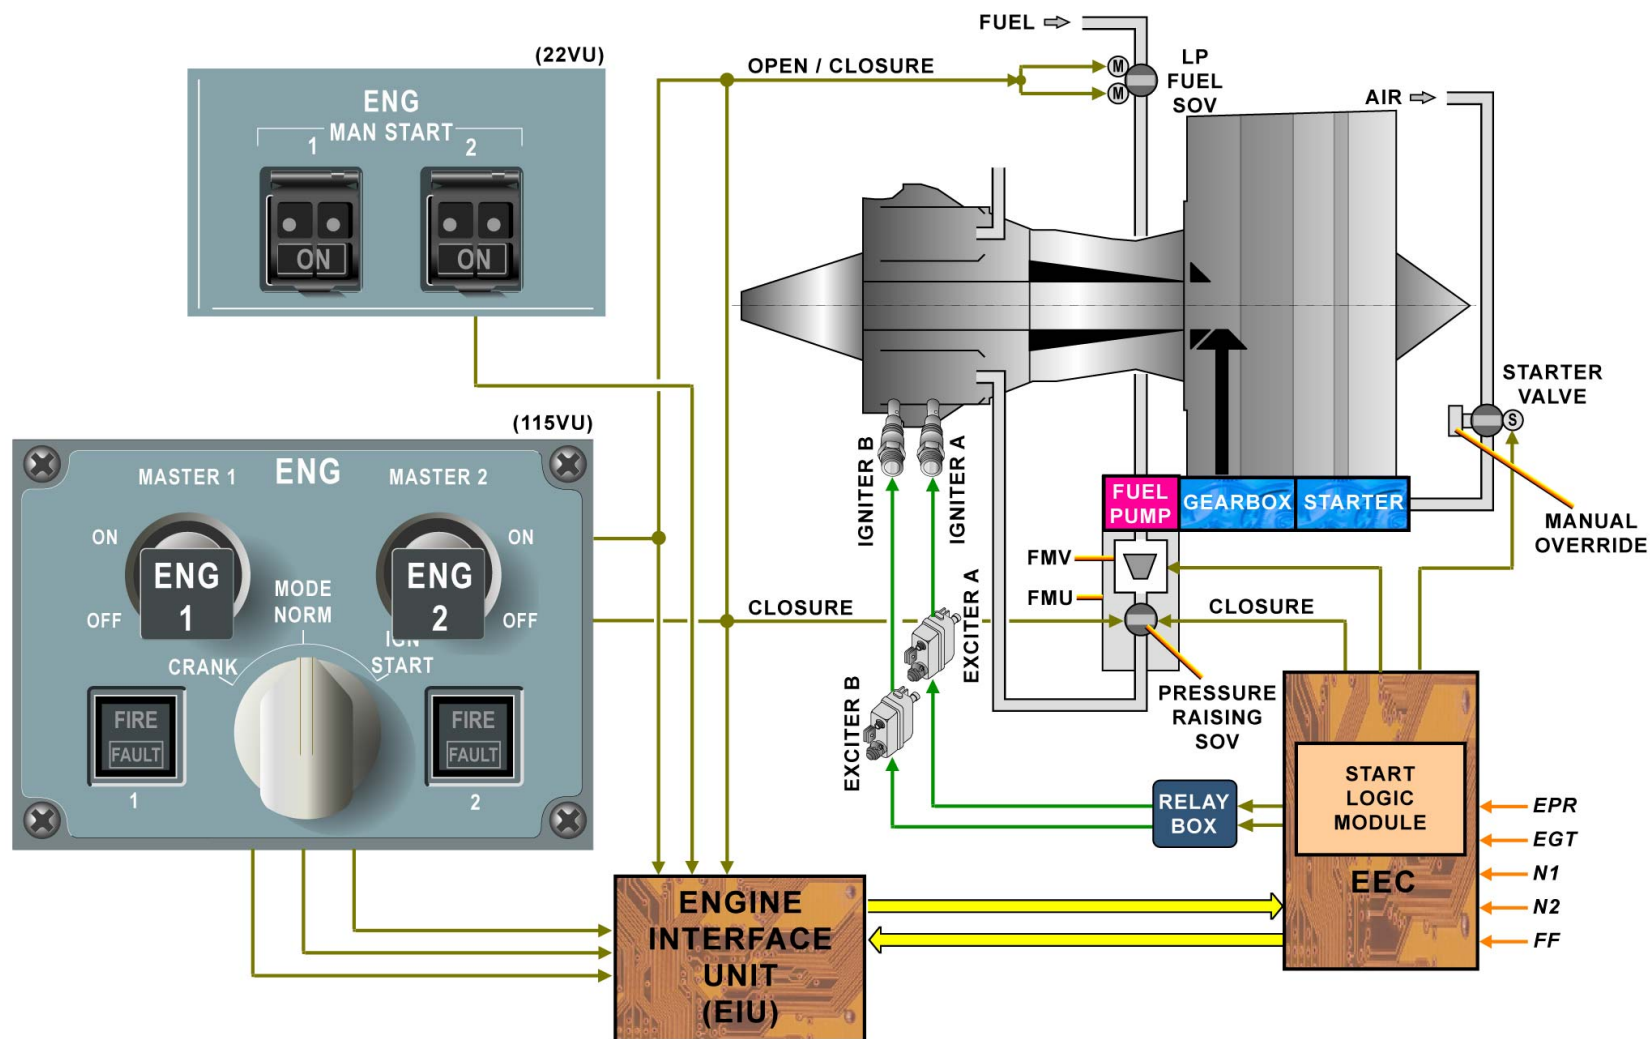 (22VU)
ENG
MAN START
1
2
ON
ON
(115VU)
MASTER 1
ENG
MASTER 2
ON
OFF
ENG
1
MODE
NORM
CRANK
IGN
START
ENG
2
ON
OFF
FIRE
FAULT
1
FIRE
FAULT
2
OPEN / CLOSURE
CLOSURE
FUEL
M
M
LP
FUEL
SOV
AIR
STARTER
VALVE
S
MANUAL
OVERRIDE
IGNITER B
IGNITER A
EXCITER A
EXCITER B
FUEL
PUMP
GEARBOX
STARTER
FMV
FMU
CLOSURE
PRESSURE
RAISING
SOV
RELAY
BOX
START
LOGIC
MODULE
EEC
EPR
EGT
N1
N2
FF
ENGINE
INTERFACE
UNIT
(EIU)